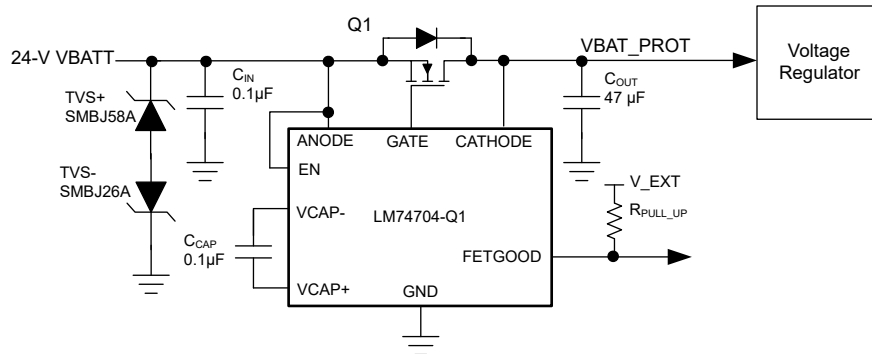 Q1
24-V VBATT
VBAT_PROT
Voltage
Regulator
TVS+
SMBJ58A
CIN
0.1µF
COUT
47 µF
TVS-
SMBJ26A
ANODE
GATE
CATHODE
EN
VCAP-
LM74704-Q1
V_EXT
RPULL_UP
CCAP
0.1µF
FETGOOD
VCAP+
GND